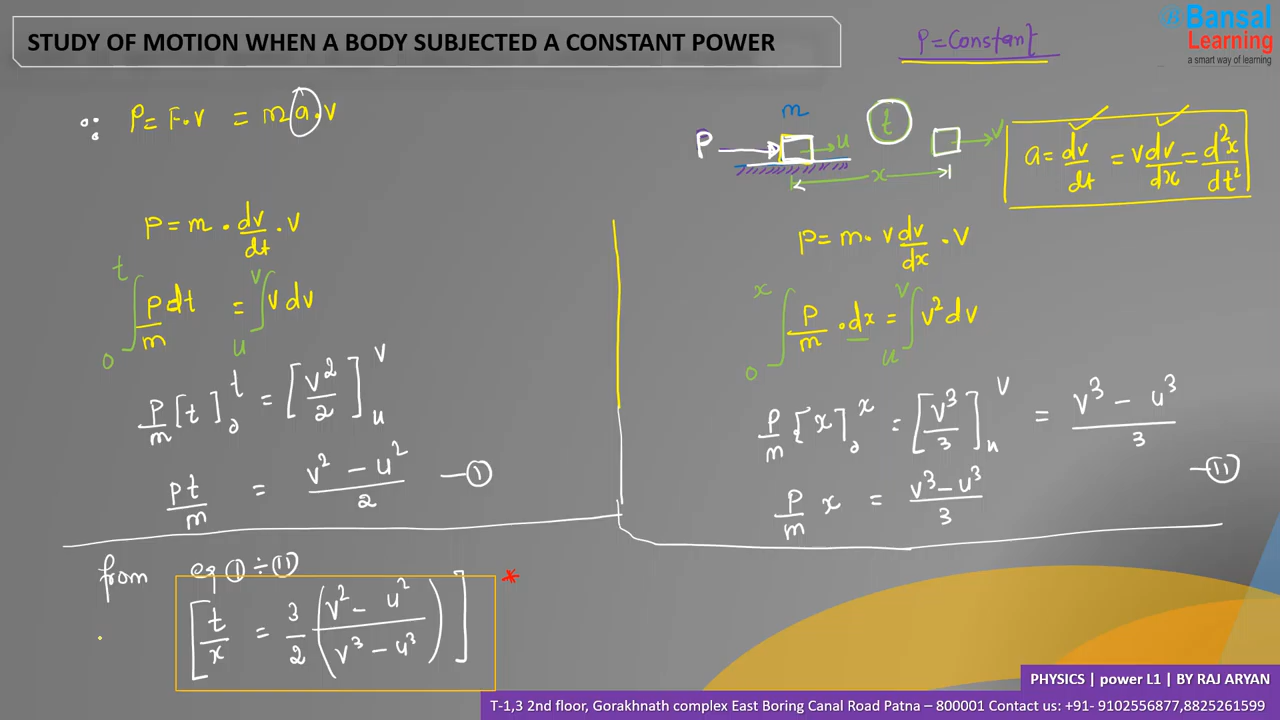 STUDY OF MOTION WHEN A BODY SUBJECTED A CONSTANT POWER
P = Constant
Bansal
Learning
a smart way of learning
∴ P = F·v = m a·v
P = m · dv/dt · v
∫₀ᵗ P/m dt = ∫ᵤᵛ v dv
P/m [t]₀ᵗ = [v²/2]ᵤᵛ
Pt/m = (v² − u²)/2 —(1)
m
t
P
u
v
x
a = dv/dt = v dv/dx = d²x/dt²
P = m · v dv/dx · v
∫₀ˣ P/m · dx = ∫ᵤᵛ v² dv
P/m [x]₀ˣ = [v³/3]ᵤᵛ = (v³ − u³)/3
P/m x = (v³ − u³)/3 —(11)
from eq (1) ÷ (11)
[t/x = 3/2 ((v² − u²)/(v³ − u³))] *
PHYSICS | power L1 | BY RAJ ARYAN
T-1,3 2nd floor, Gorakhnath complex East Boring Canal Road Patna – 800001 Contact us: +91- 9102556877,8825261599